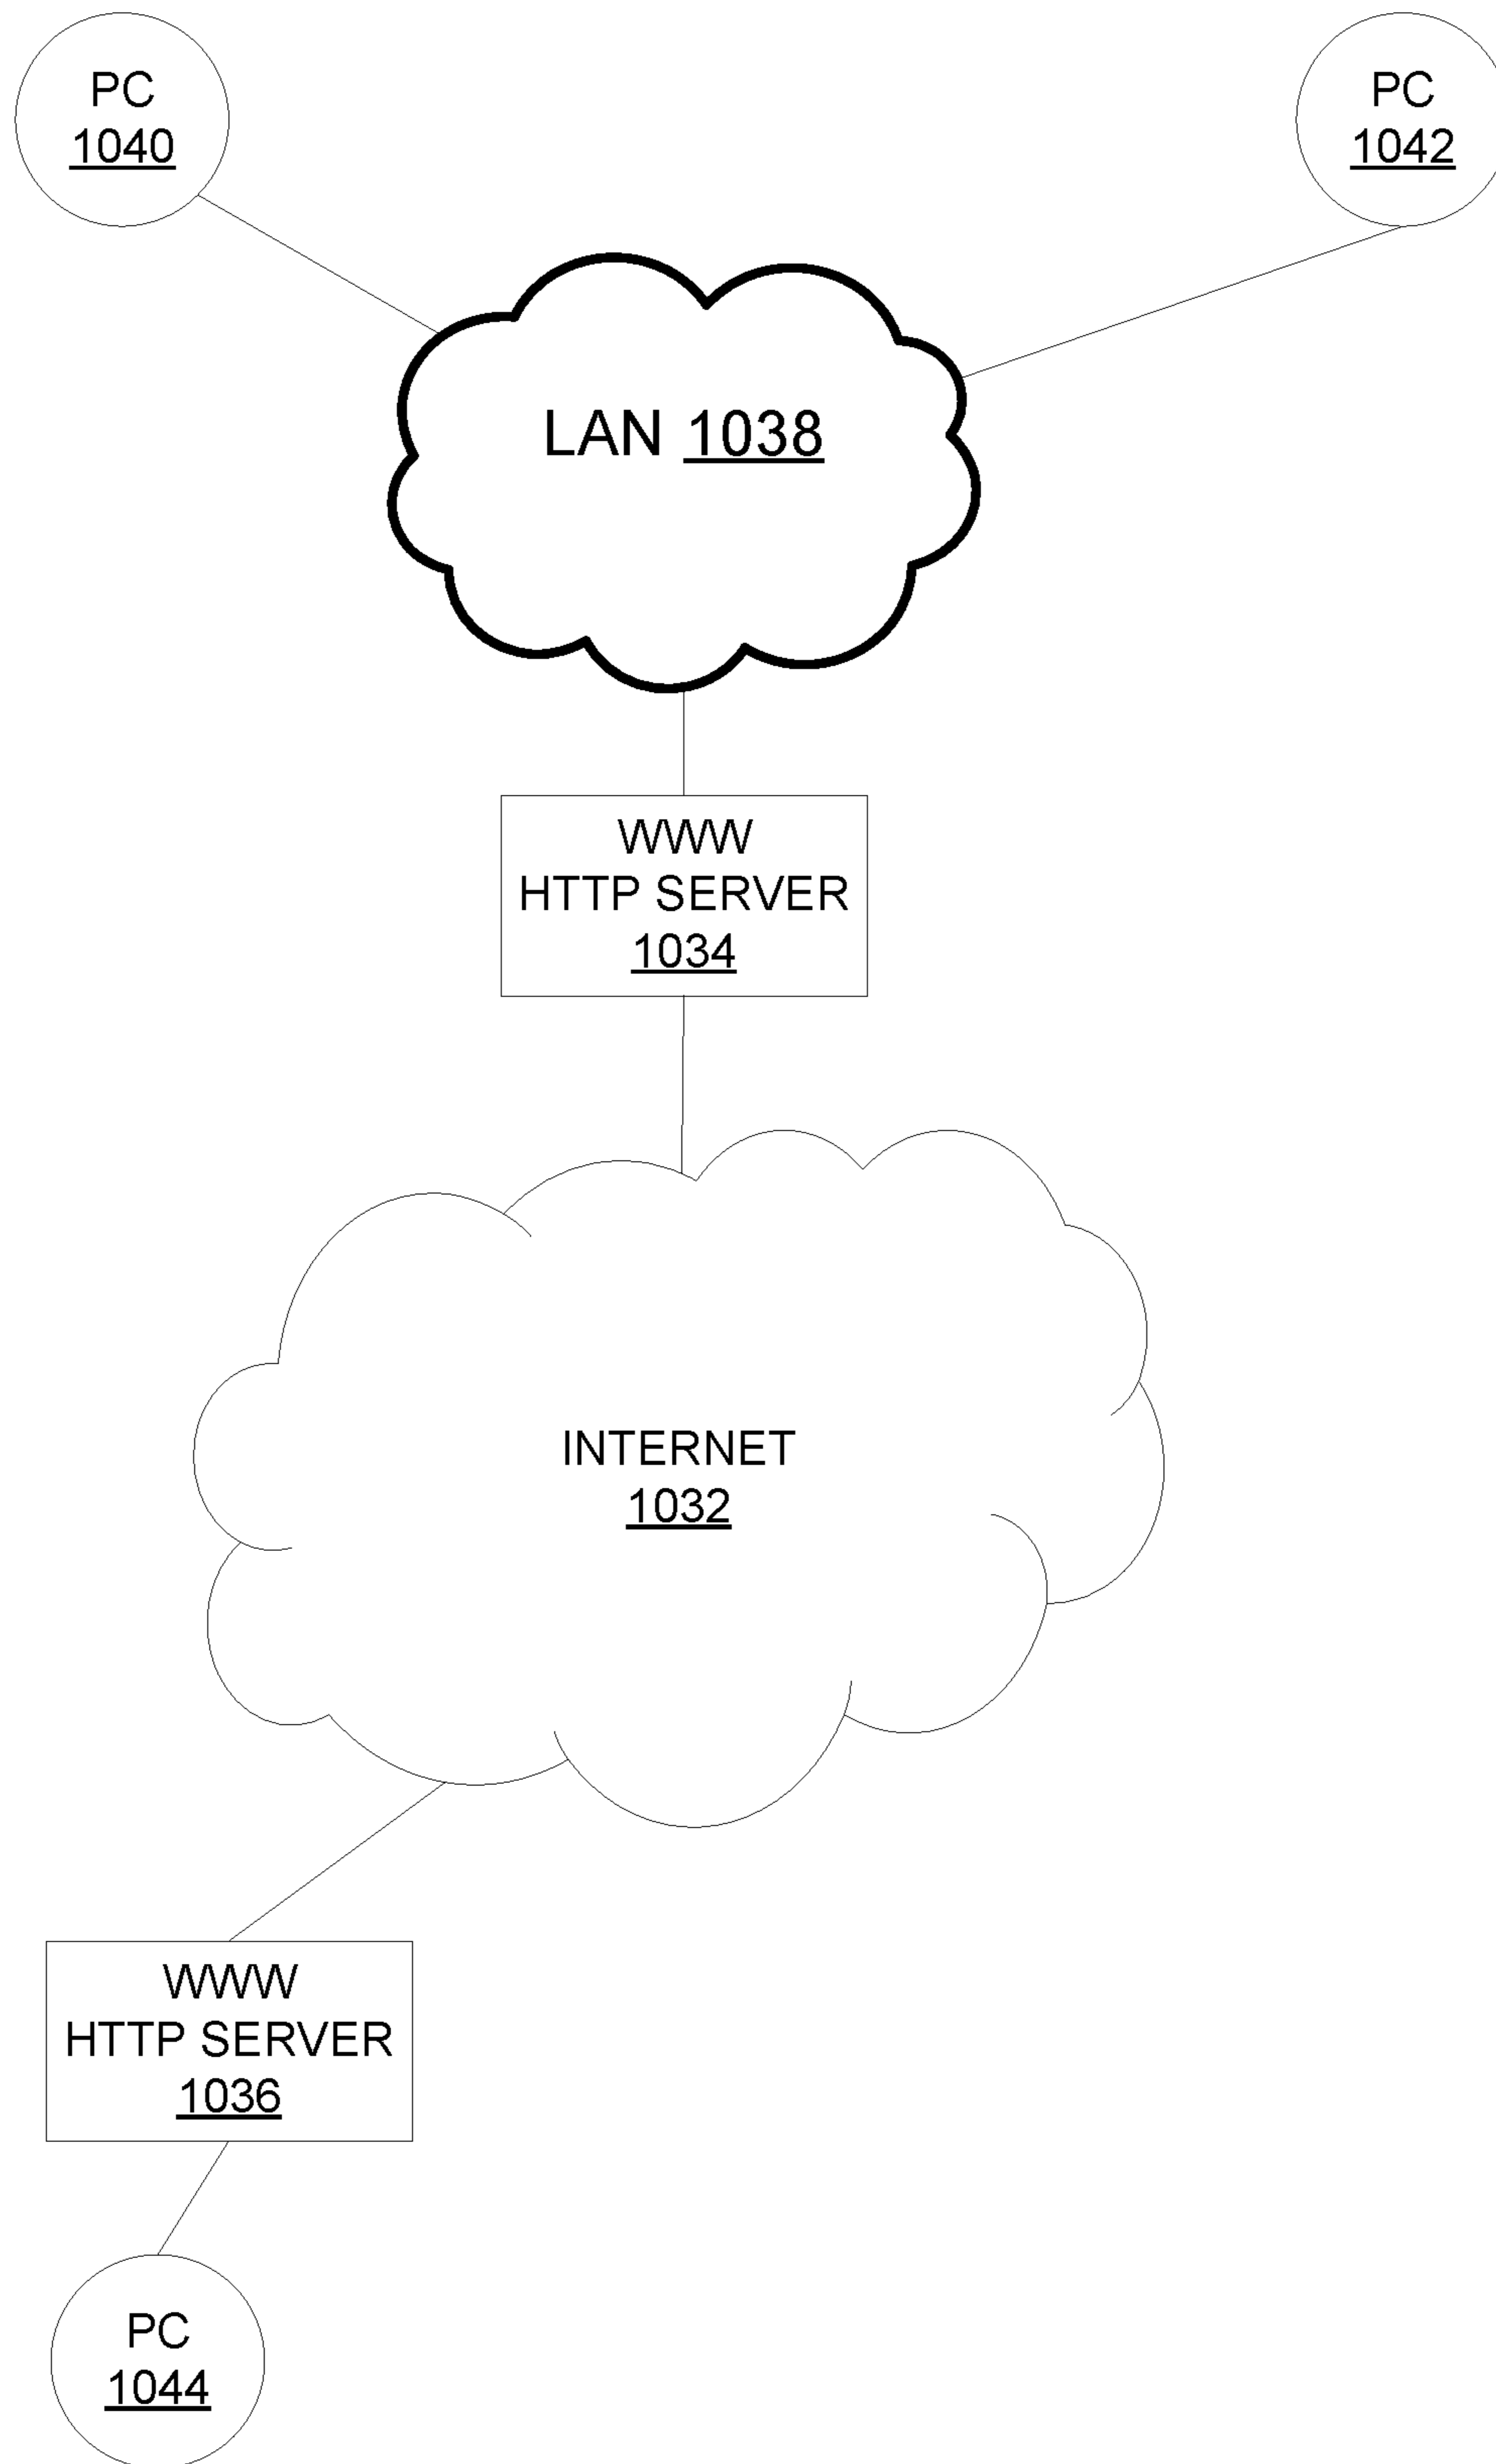 PC
1040
PC
1042
LAN 1038
WWW
HTTP SERVER
1034
INTERNET
1032
WWW
HTTP SERVER
1036
PC
1044